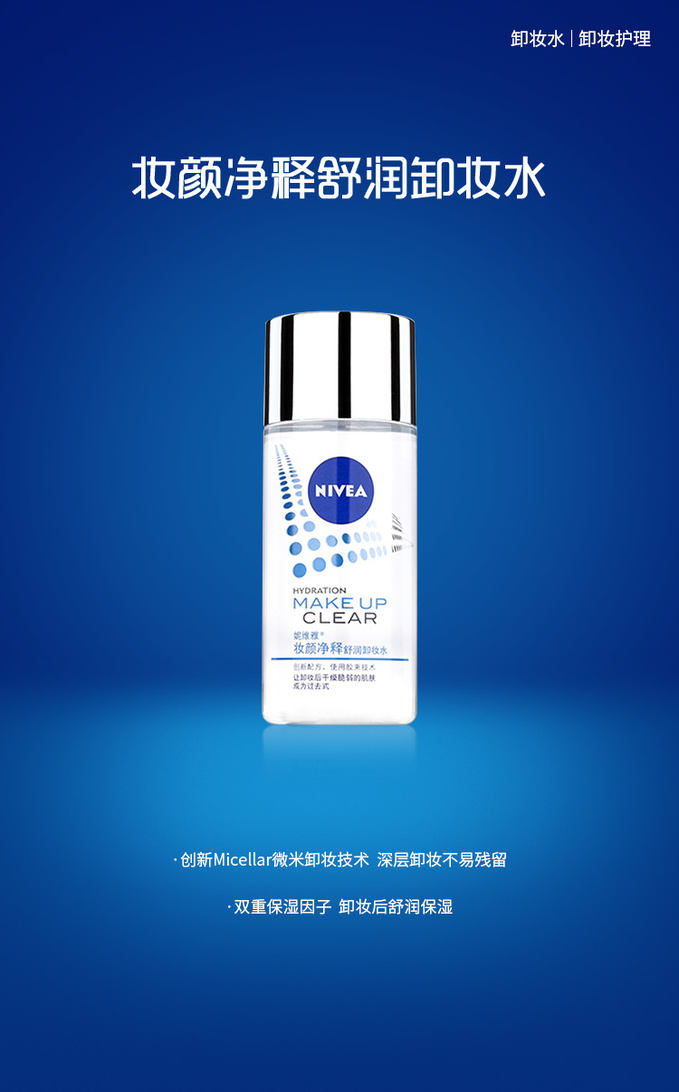 卸妆水 | 卸妆护理
妆颜净释舒润卸妆水
NIVEA
HYDRATION
MAKE UP
CLEAR
妮维雅®
妆颜净释舒润卸妆水
创新配方，使用胶束技术
让卸妆后干燥脆弱的肌肤
成为过去式
·创新Micellar微米卸妆技术 深层卸妆不易残留
·双重保湿因子 卸妆后舒润保湿